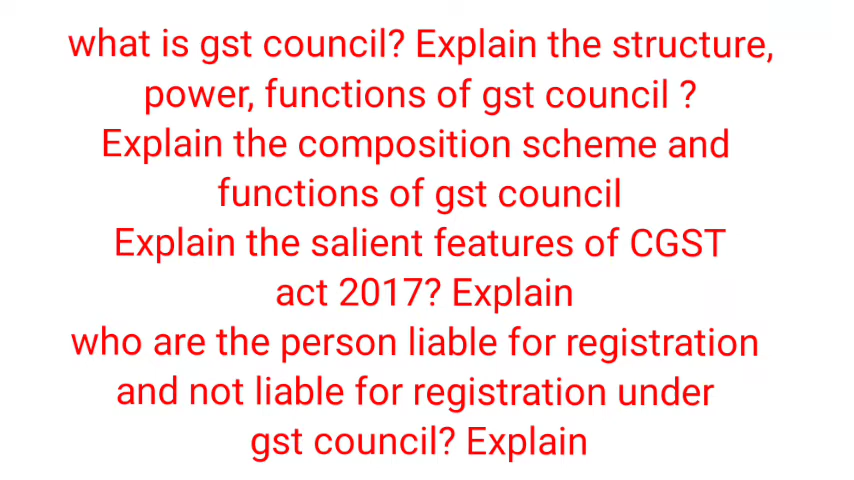 what is gst council? Explain the structure,
power, functions of gst council ?
Explain the composition scheme and
functions of gst council
Explain the salient features of CGST
act 2017? Explain
who are the person liable for registration
and not liable for registration under
gst council? Explain